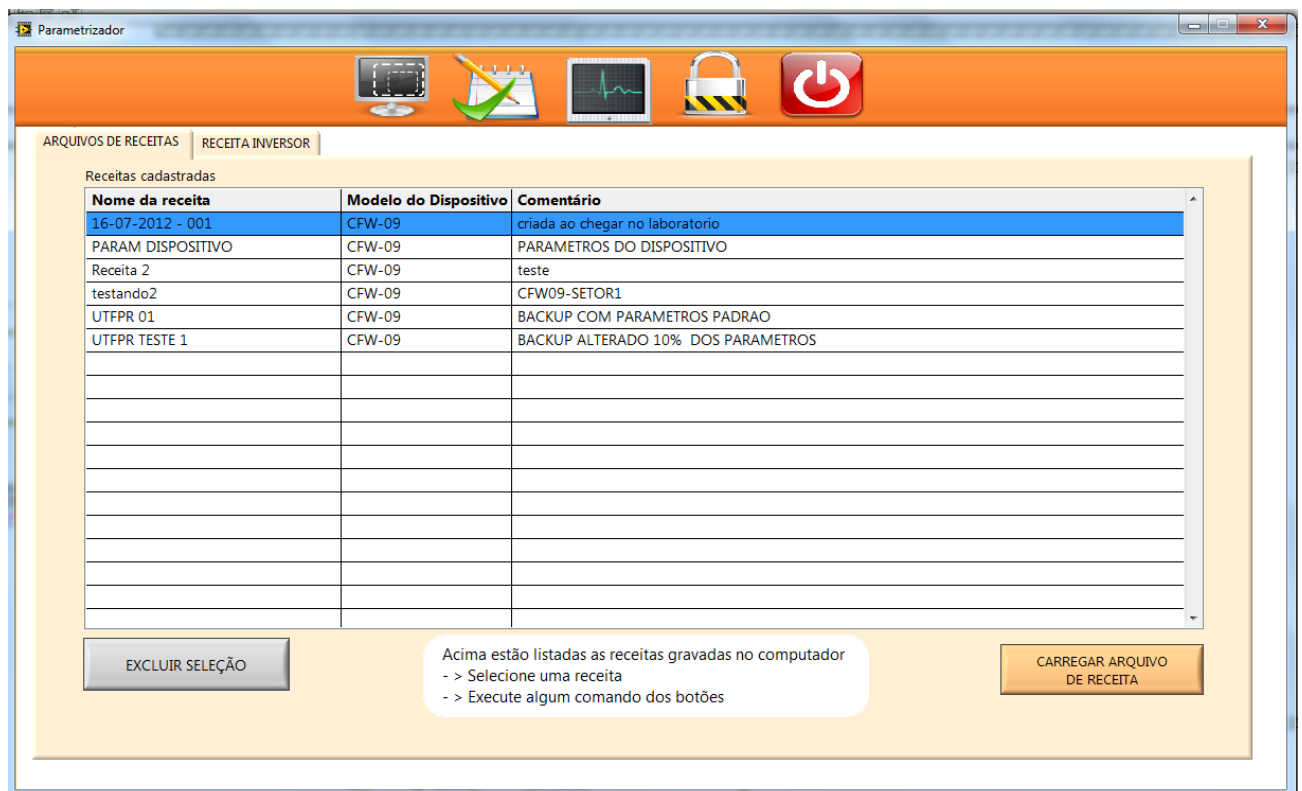 Parametrizador
ARQUIVOS DE RECEITAS RECEITA INVERSOR
Receitas cadastradas
Nome da receita Modelo do Dispositivo Comentário
16-07-2012 - 001 CFW-09 criada ao chegar no laboratorio
PARAM DISPOSITIVO CFW-09 PARAMETROS DO DISPOSITIVO
Receita 2 CFW-09 teste
testando2 CFW-09 CFW09-SETOR1
UTFPR 01 CFW-09 BACKUP COM PARAMETROS PADRAO
UTFPR TESTE 1 CFW-09 BACKUP ALTERADO 10%  DOS PARAMETROS
EXCLUIR SELEÇÃO
Acima estão listadas as receitas gravadas no computador
- > Selecione uma receita
- > Execute algum comando dos botões
CARREGAR ARQUIVO
DE RECEITA